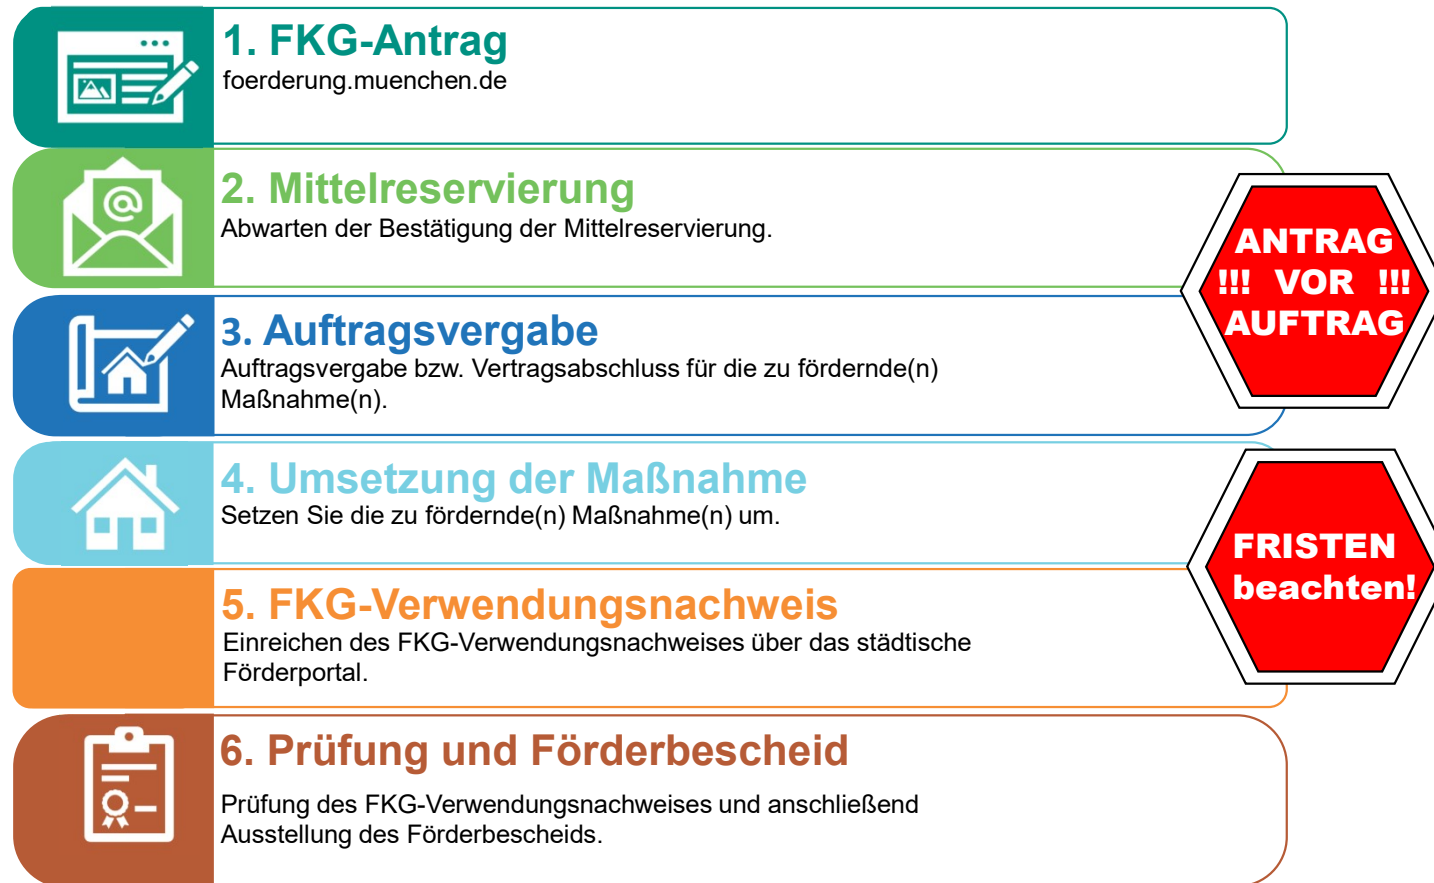 1. FKG-Antrag
foerderung.muenchen.de
2. Mittelreservierung
Abwarten der Bestätigung der Mittelreservierung.
ANTRAG
!!! VOR !!!
AUFTRAG
3. Auftragsvergabe
Auftragsvergabe bzw. Vertragsabschluss für die zu fördernde(n)
Maßnahme(n).
4. Umsetzung der Maßnahme
Setzen Sie die zu fördernde(n) Maßnahme(n) um.
FRISTEN
beachten!
5. FKG-Verwendungsnachweis
Einreichen des FKG-Verwendungsnachweises über das städtische
Förderportal.
6. Prüfung und Förderbescheid
Prüfung des FKG-Verwendungsnachweises und anschließend
Ausstellung des Förderbescheids.